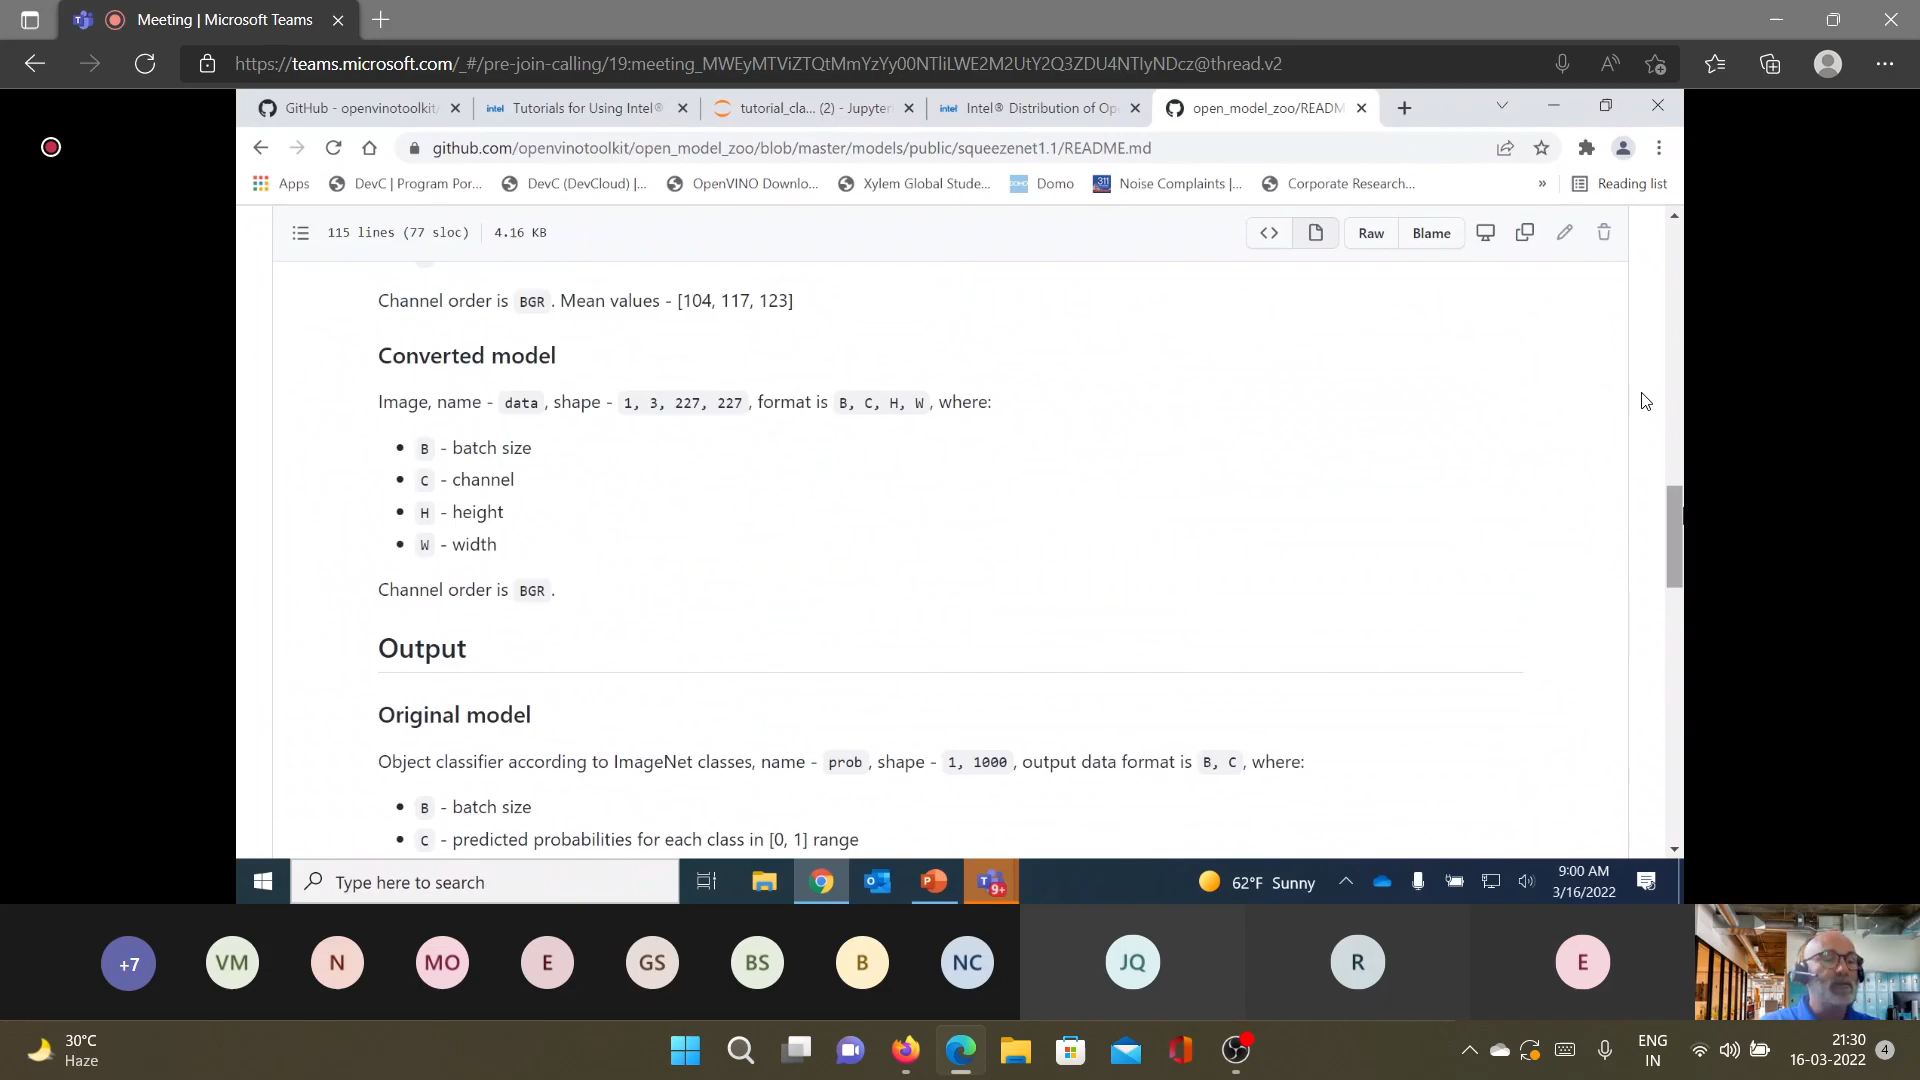 Meeting | Microsoft Teams
https://teams.microsoft.com/_#/pre-join-calling/19:meeting_MWEyMTViZTQtMmYzYy00NTliLWE2M2UtY2Q3ZDU4NTIyNDcz@thread.v2
GitHub - openvinotoolkit/
intel Tutorials for Using Intel®
tutorial_cla... (2) - Jupyter
intel Intel® Distribution of Op
open_model_zoo/READM
github.com/openvinotoolkit/open_model_zoo/blob/master/models/public/squeezenet1.1/README.md
Apps
DevC | Program Por...
DevC (DevCloud) |...
OpenVINO Downlo...
Xylem Global Stude...
DOMO Domo
311 Noise Complaints |...
Corporate Research...
»
Reading list
115 lines (77 sloc)
4.16 KB
Raw
Blame
Channel order is BGR . Mean values - [104, 117, 123]
Converted model
Image, name - data , shape - 1, 3, 227, 227 , format is B, C, H, W , where:
• B - batch size
• C - channel
• H - height
• W - width
Channel order is BGR .
Output
Original model
Object classifier according to ImageNet classes, name - prob , shape - 1, 1000 , output data format is B, C , where:
• B - batch size
• C - predicted probabilities for each class in [0, 1] range
Type here to search
9+
62°F Sunny
9:00 AM
3/16/2022
+7
VM
N
MO
E
GS
BS
B
NC
JQ
R
E
30°C
Haze
ENG
IN
21:30
16-03-2022
4